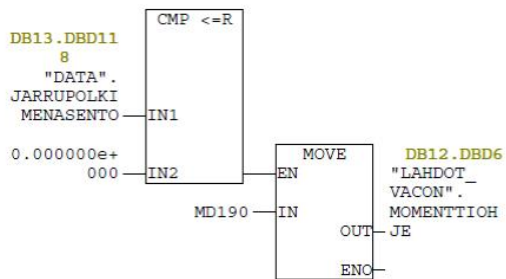 CMP <=R
DB13.DBD11
8
"DATA".
JARRUPOLKI
MENASENTO
IN1
0.000000e+
000
IN2
MOVE
DB12.DBD6
EN
"LAHDOT_
VACON".
MD190
IN
MOMENTTIOH
OUT
JE
ENO